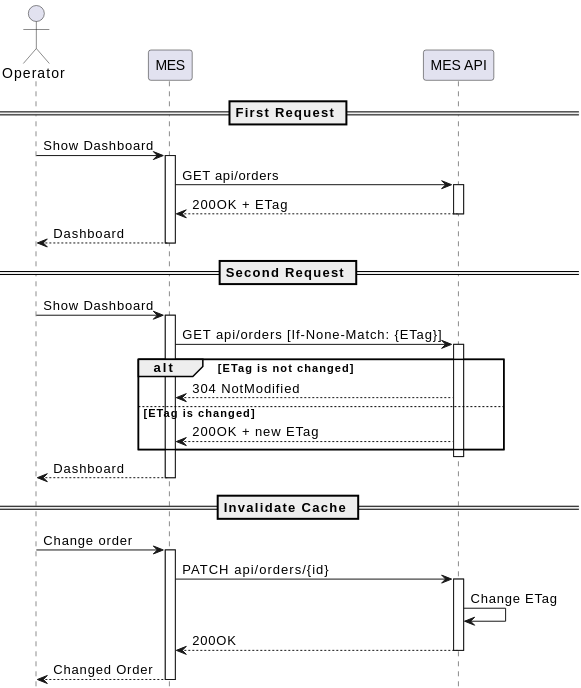 Operator
MES
MES API
First Request
Show Dashboard
GET api/orders
200OK + ETag
Dashboard
Second Request
Show Dashboard
GET api/orders [If-None-Match: {ETag}]
alt
[ETag is not changed]
304 NotModified
[ETag is changed]
200OK + new ETag
Dashboard
Invalidate Cache
Change order
PATCH api/orders/{id}
Change ETag
200OK
Changed Order